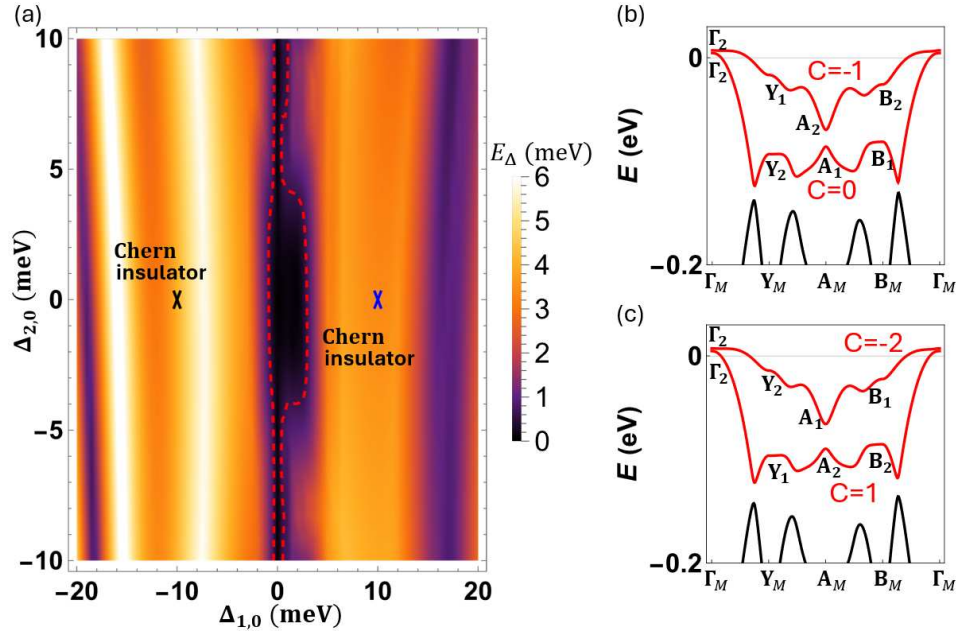 (a)
10
5
0
−5
−10
Δ2,0 (meV)
−20 −10 0 10 20
Δ1,0 (meV)
Chern
insulator
X
X
Chern
insulator
EΔ (meV)
6
5
4
3
2
1
0
(b)
0
−0.2
E (eV)
Γ2
Γ2
C=-1
Y1
B2
A2
Y2
A1
B1
C=0
ΓM YM AM BM ΓM
(c)
0
−0.2
E (eV)
Γ2
Γ2
C=-2
Y2
B1
A1
Y1
A2
B2
C=1
ΓM YM AM BM ΓM